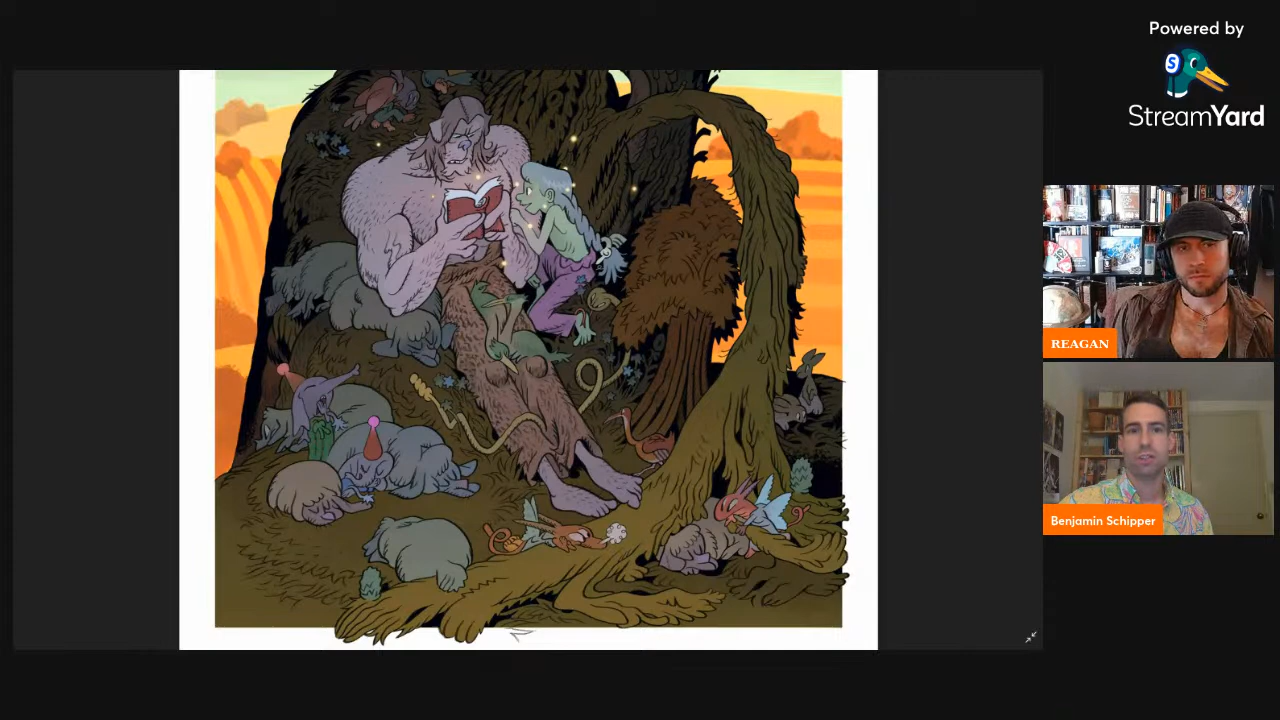 Powered by
S
StreamYard
REAGAN
Benjamin Schipper